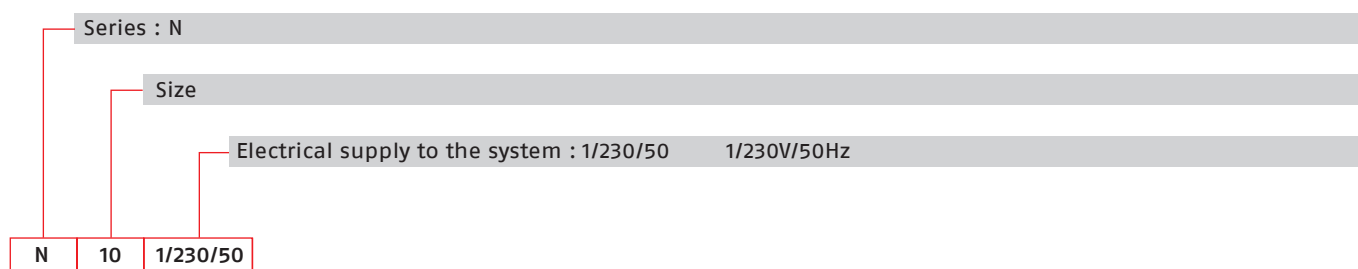 Series : N
Size
Electrical supply to the system : 1/230/50 1/230V/50Hz
N 10 1/230/50